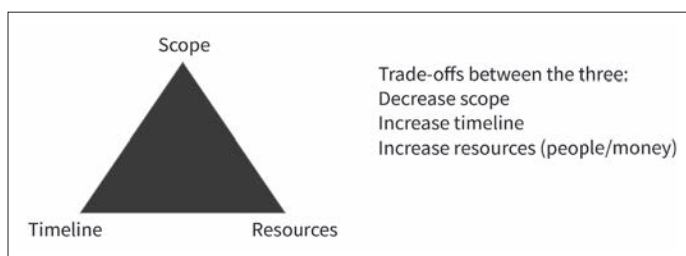 Scope
Trade-offs between the three:
Decrease scope
Increase timeline
Increase resources (people/money)
Timeline
Resources